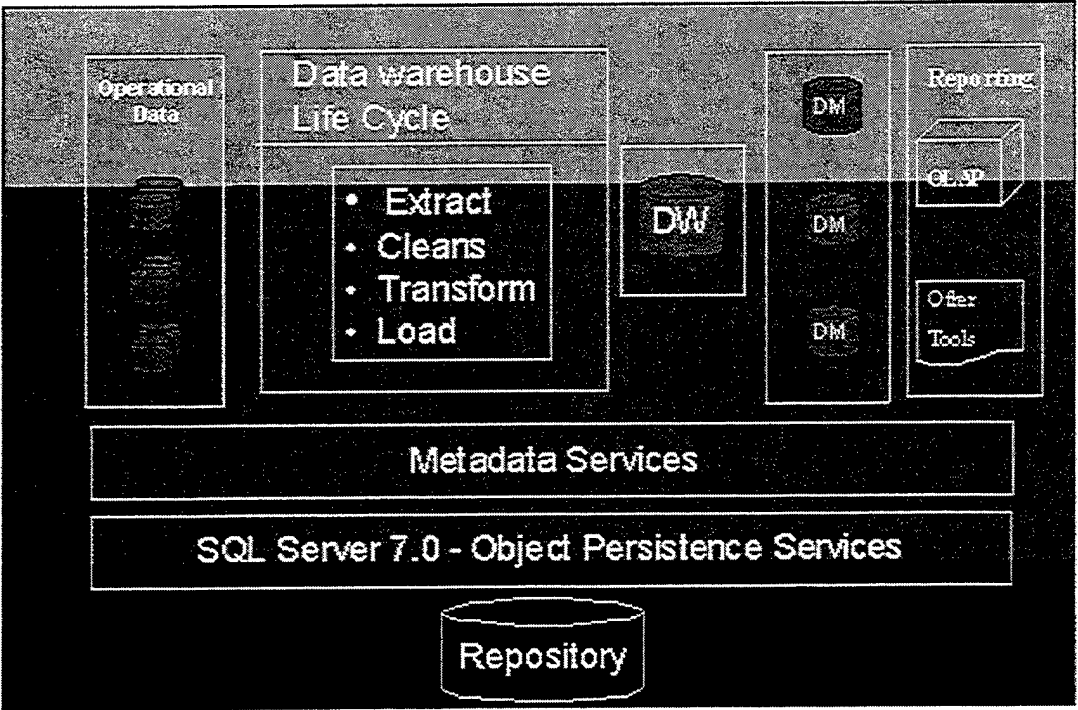 Operational
Data
Data warehouse
Life Cycle
• Extract
• Cleans
• Transform
• Load
DW
DM
DM
DM
Reporting
OLAP
Ofer
Tools
Metadata Services
SQL Server 7.0 - Object Persistence Services
Repository